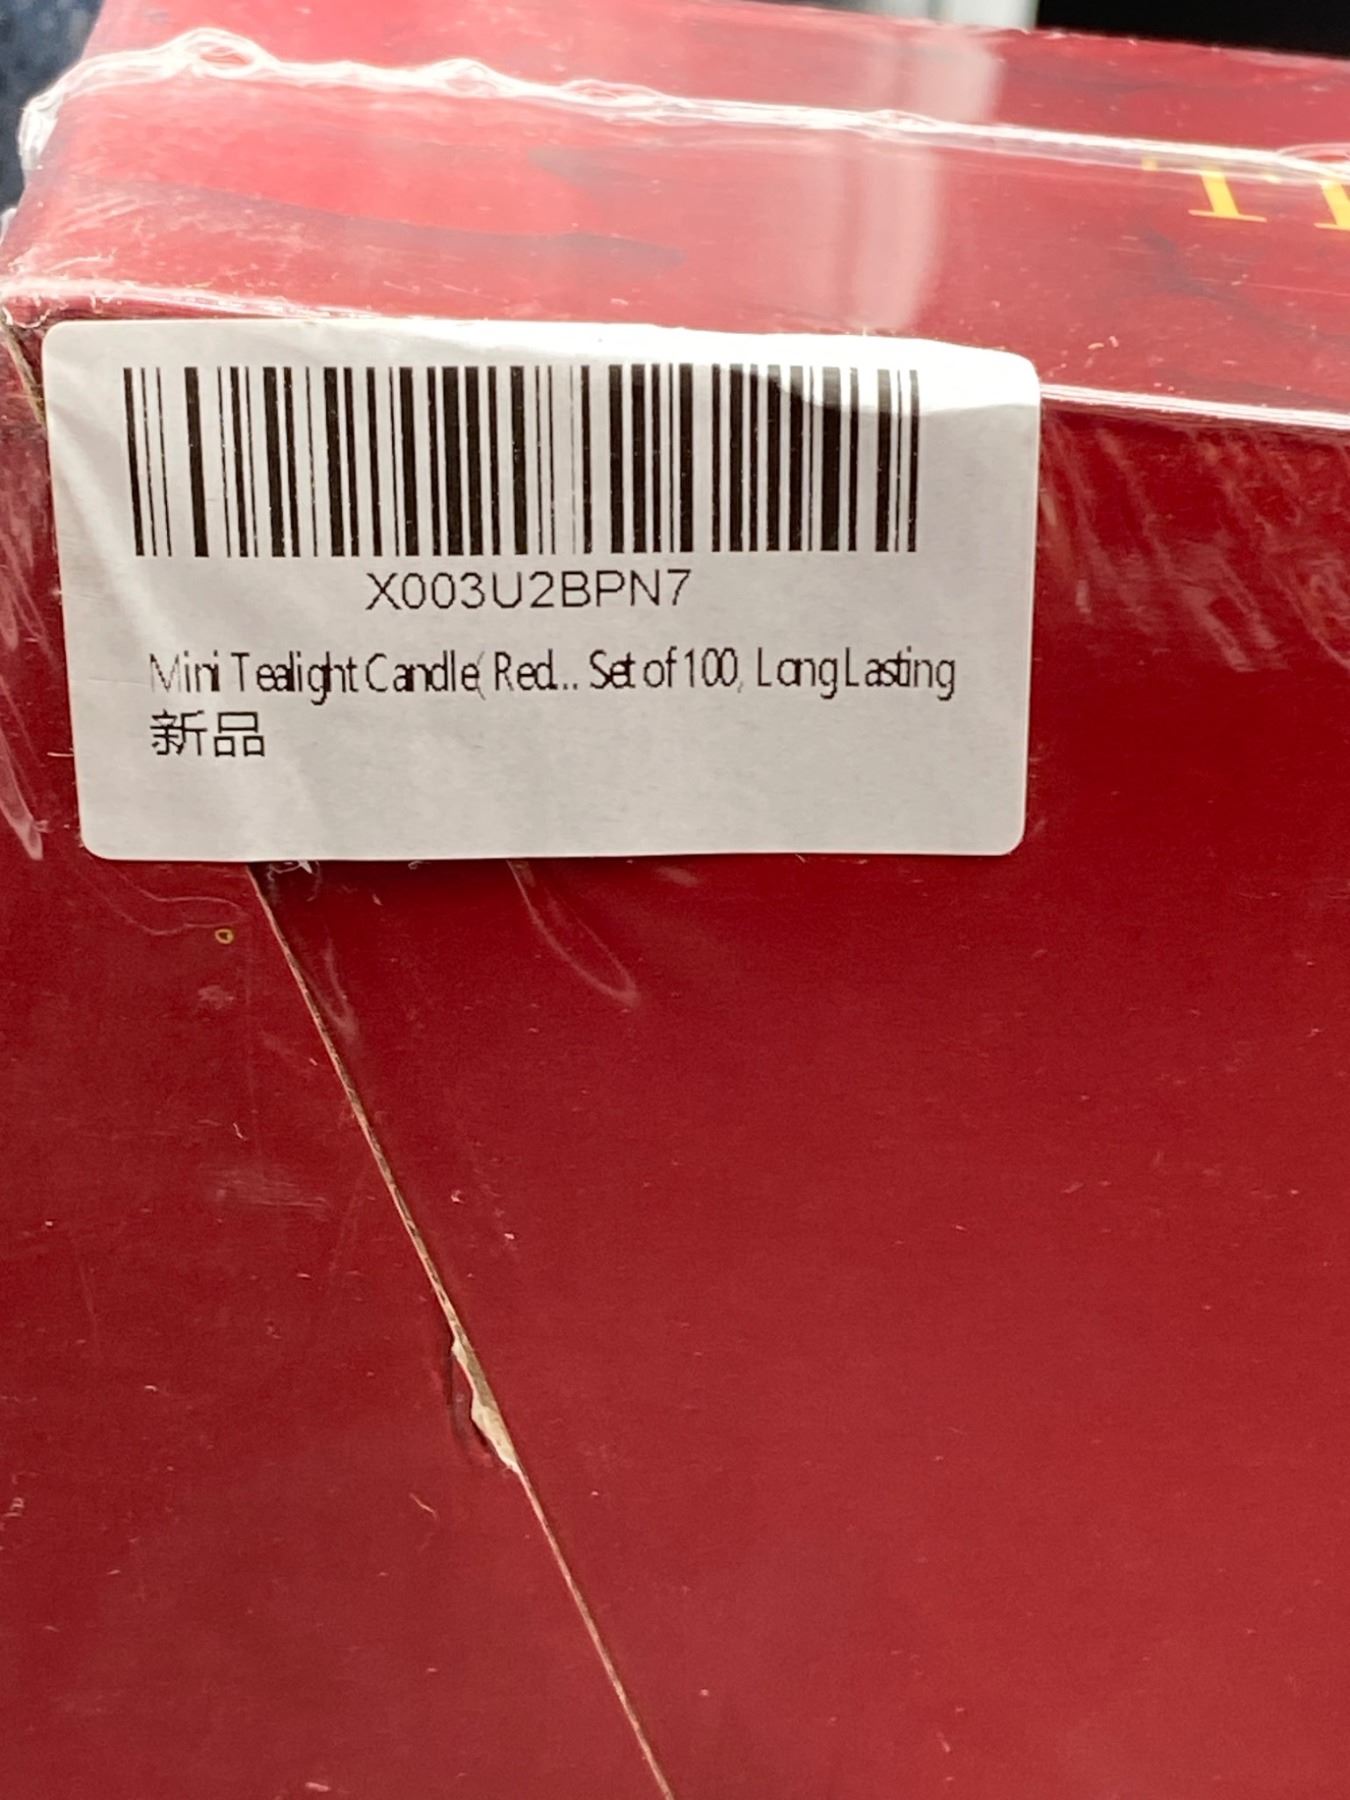 X003U2BPN7
Mini Tealight Candle( Red... Set of 100, Long Lasting
新品